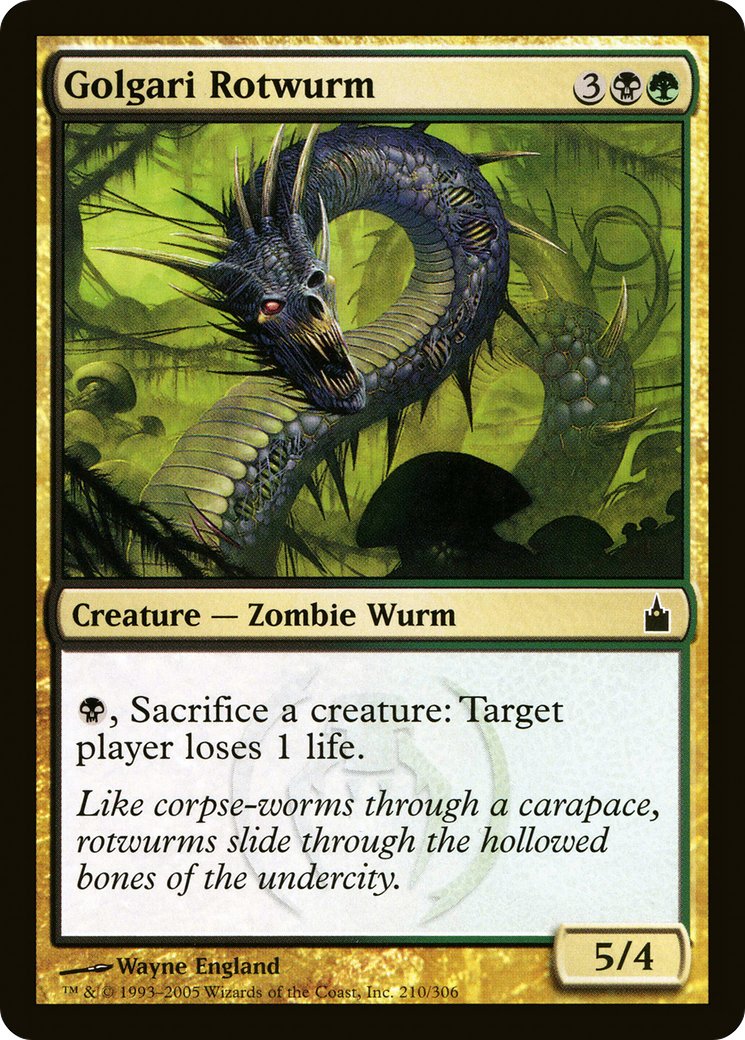 Golgari Rotwurm
3
Creature — Zombie Wurm
, Sacrifice a creature: Target
player loses 1 life.
Like corpse-worms through a carapace,
rotwurms slide through the hollowed
bones of the undercity.
5/4
Wayne England
™ & © 1993–2005 Wizards of the Coast, Inc. 210/306